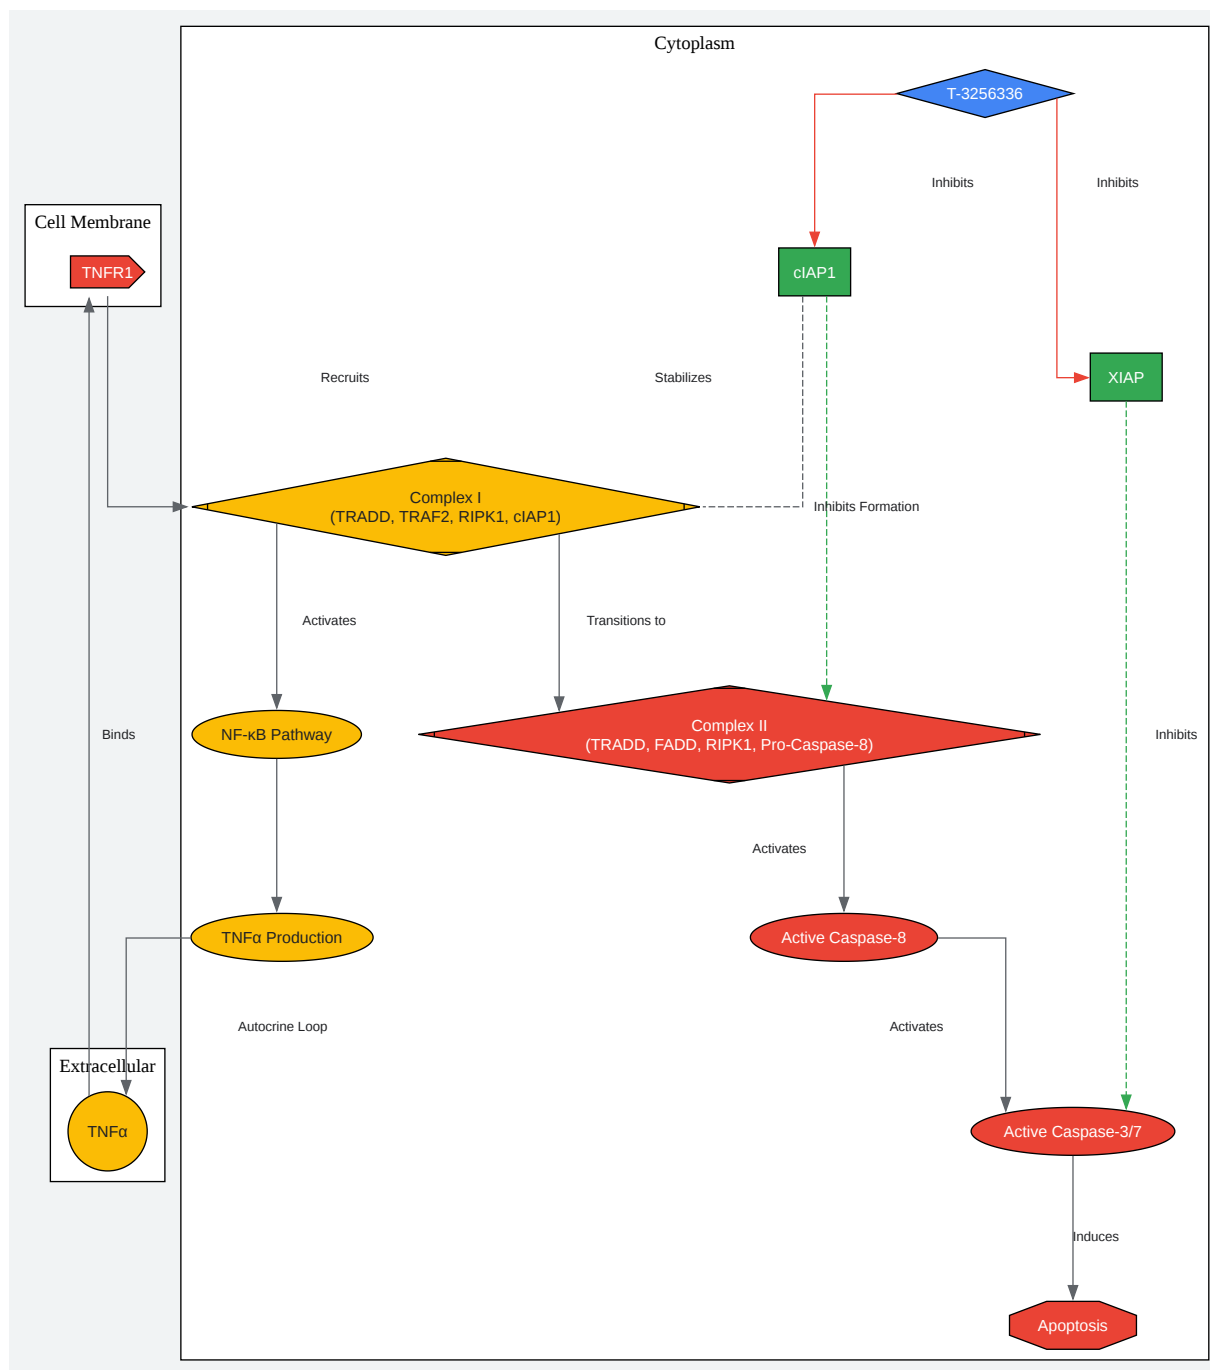 Cytoplasm
T-3256336
Inhibits
Inhibits
Cell Membrane
TNFR1
cIAP1
Recruits
Stabilizes
XIAP
Complex I
(TRADD, TRAF2, RIPK1, cIAP1)
Inhibits Formation
Activates
Transitions to
Binds
NF-κB Pathway
Complex II
(TRADD, FADD, RIPK1, Pro-Caspase-8)
Inhibits
Activates
TNFα Production
Active Caspase-8
Autocrine Loop
Activates
Extracellular
TNFα
Active Caspase-3/7
Induces
Apoptosis